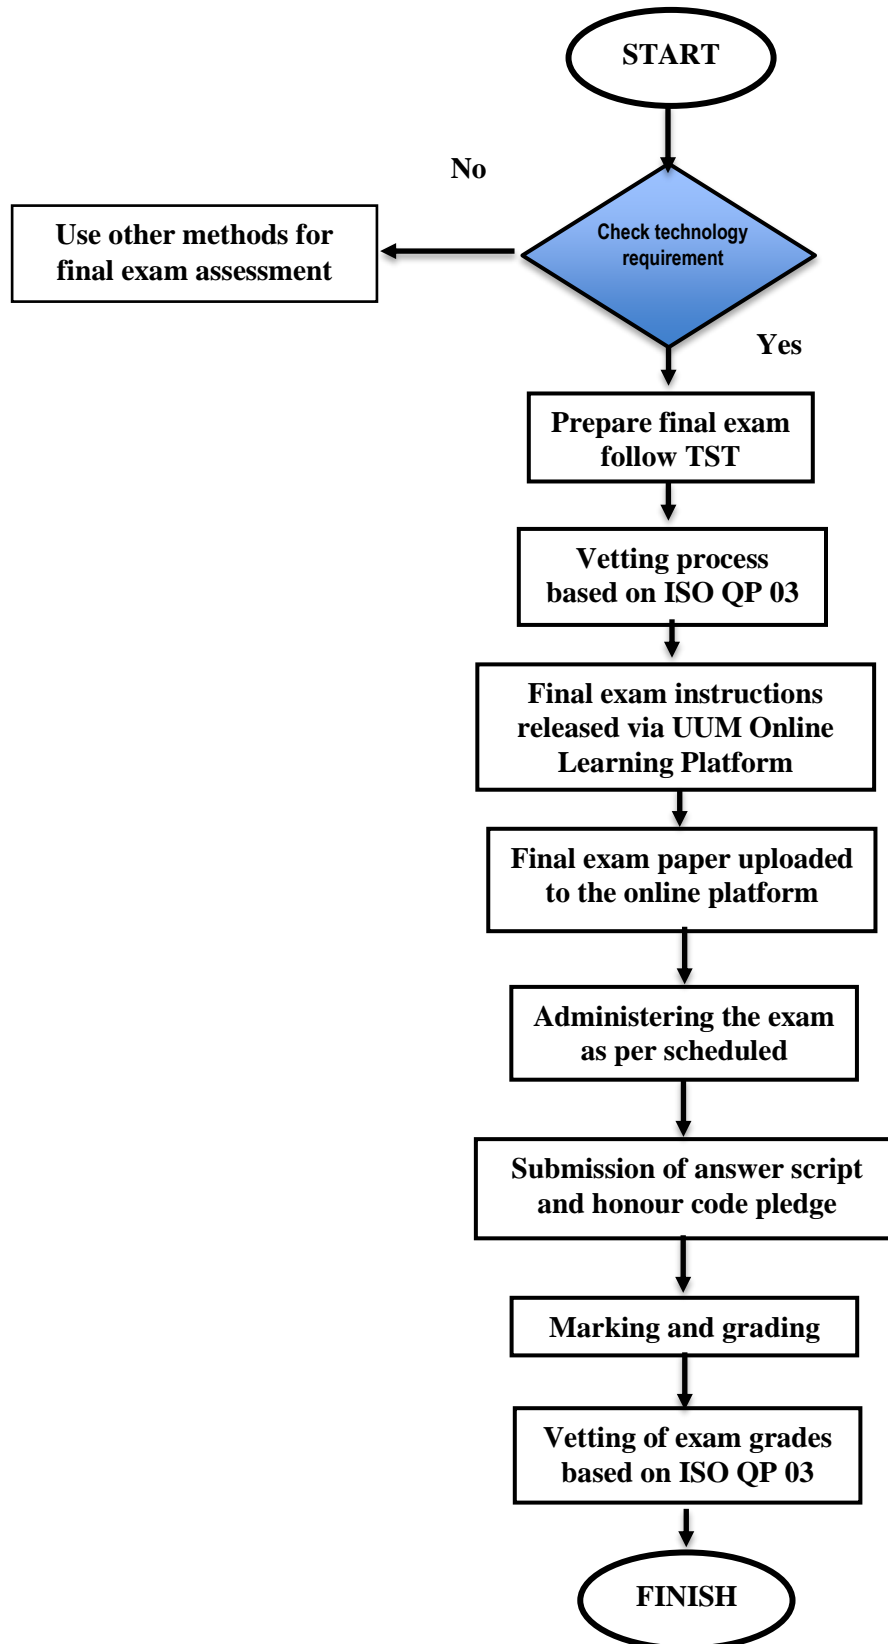 START
No
Use other methods for
final exam assessment
Check technology
requirement
Yes
Prepare final exam
follow TST
Vetting process
based on ISO QP 03
Final exam instructions
released via UUM Online
Learning Platform
Final exam paper uploaded
to the online platform
Administering the exam
as per scheduled
Submission of answer script
and honour code pledge
Marking and grading
Vetting of exam grades
based on ISO QP 03
FINISH